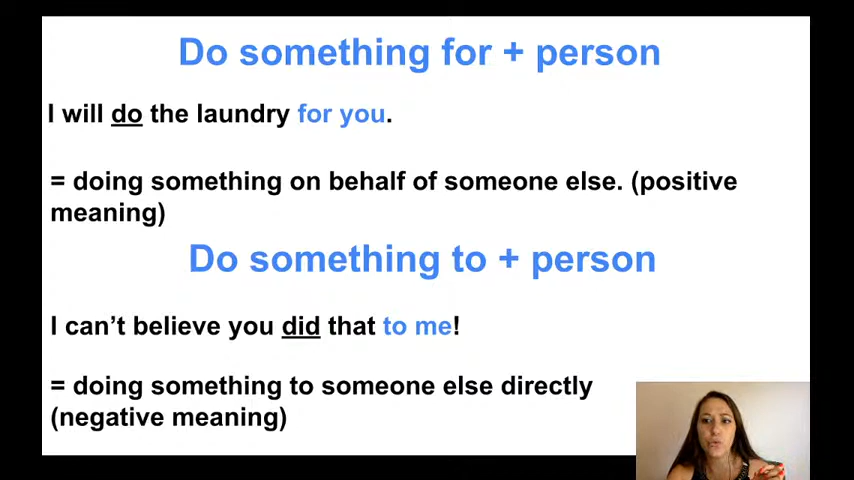 Do something for + person
I will do the laundry for you.
= doing something on behalf of someone else. (positive
meaning)
Do something to + person
I can’t believe you did that to me!
= doing something to someone else directly
(negative meaning)